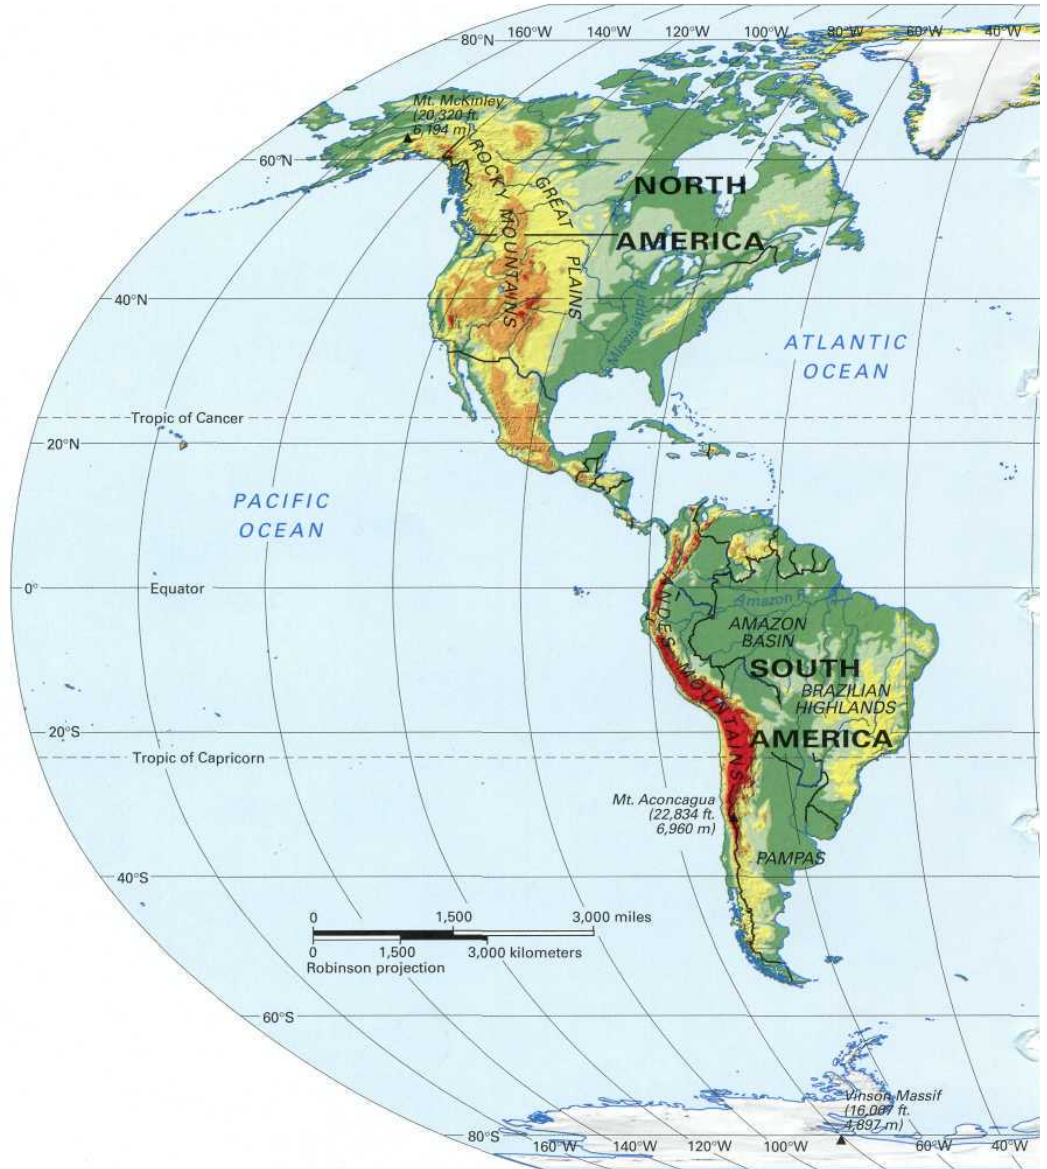 80°N
160°W 140°W 120°W 100°W 80°W 60°W 40°W
Mt. McKinley
(20,320 ft.
6,194 m)
60°N
ROCKY MOUNTAINS
GREAT PLAINS
NORTH
AMERICA
40°N
Mississippi R.
ATLANTIC
OCEAN
Tropic of Cancer
20°N
PACIFIC
OCEAN
0°
Equator
Amazon R.
AMAZON
BASIN
ANDES MOUNTAINS
SOUTH
AMERICA
BRAZILIAN
HIGHLANDS
20°S
Tropic of Capricorn
Mt. Aconcagua
(22,834 ft.
6,960 m)
PAMPAS
40°S
0 1,500 3,000 miles
0 1,500 3,000 kilometers
Robinson projection
60°S
Vinson Massif
(16,067 ft.
4,897 m)
80°S
160°W 140°W 120°W 100°W 60°W 40°W